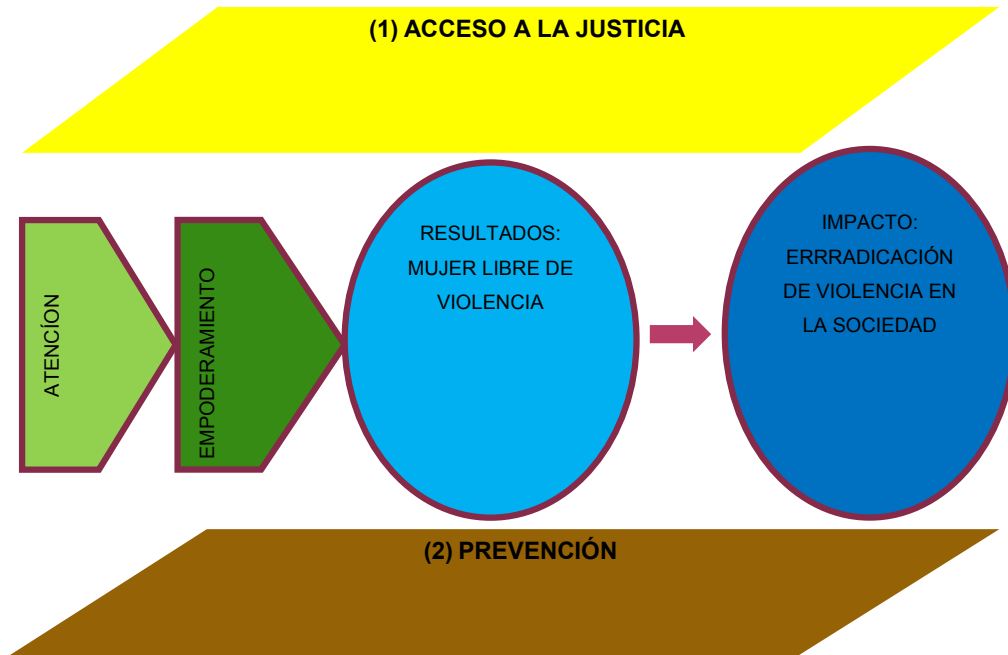 (1) ACCESO A LA JUSTICIA
ATENCÍON
EMPODERAMIENTO
RESULTADOS:
MUJER LIBRE DE
VIOLENCIA
IMPACTO:
ERRRADICACIÓN
DE VIOLENCIA EN
LA SOCIEDAD
(2) PREVENCIÓN